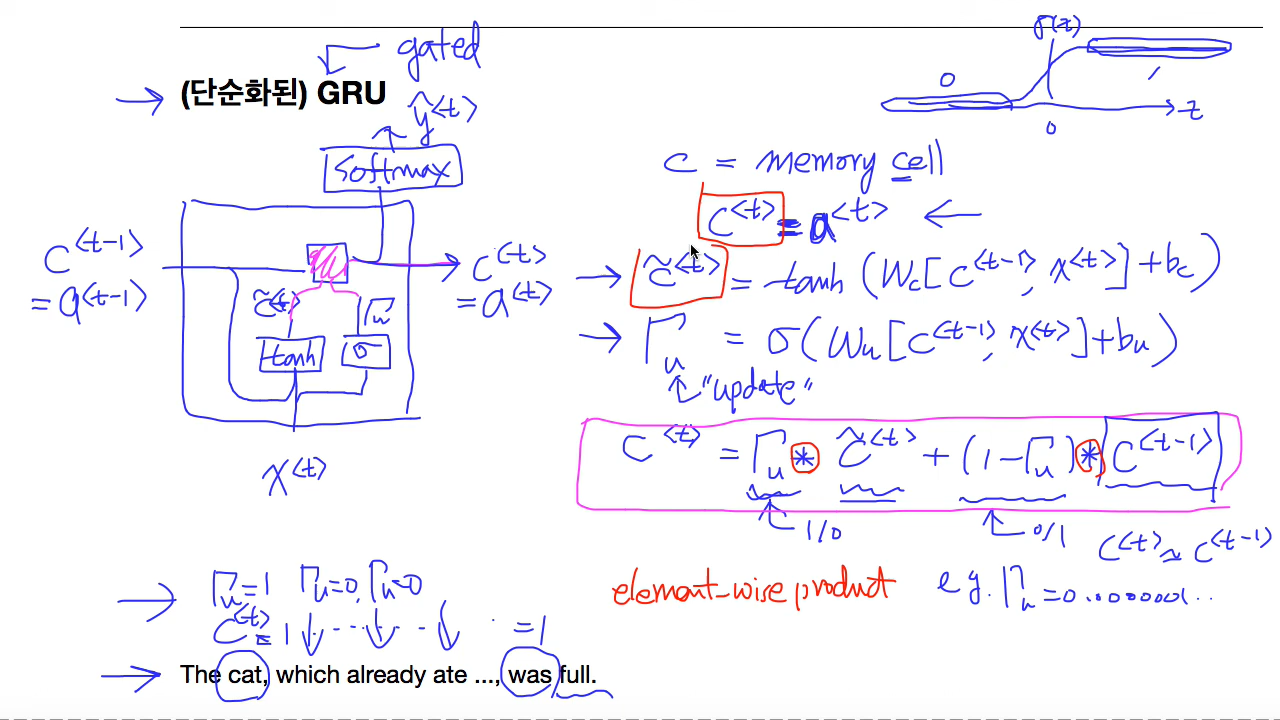 gated
(단순화된) GRU
ŷ<t>
Softmax
c<t-1>
= a<t-1>
c<t>
= a<t>
c̃<t>
Γu
tanh
σ
x<t>
σ(z)
0
1
0
z
c = memory cell
c<t> = a<t>
c̃<t> = tanh (Wc[c<t-1>, x<t>] + bc)
Γu = σ(Wu[c<t-1>, x<t>] + bu)
"update"
c<t> = Γu * c̃<t> + (1-Γu) * c<t-1>
1/0
0/1
c<t> ≈ c<t-1>
element-wise product
e.g. Γu = 0.0000001..
Γu=1 Γu=0, Γu=0
c<t> = 1 ... .. =1
The cat, which already ate ..., was full.